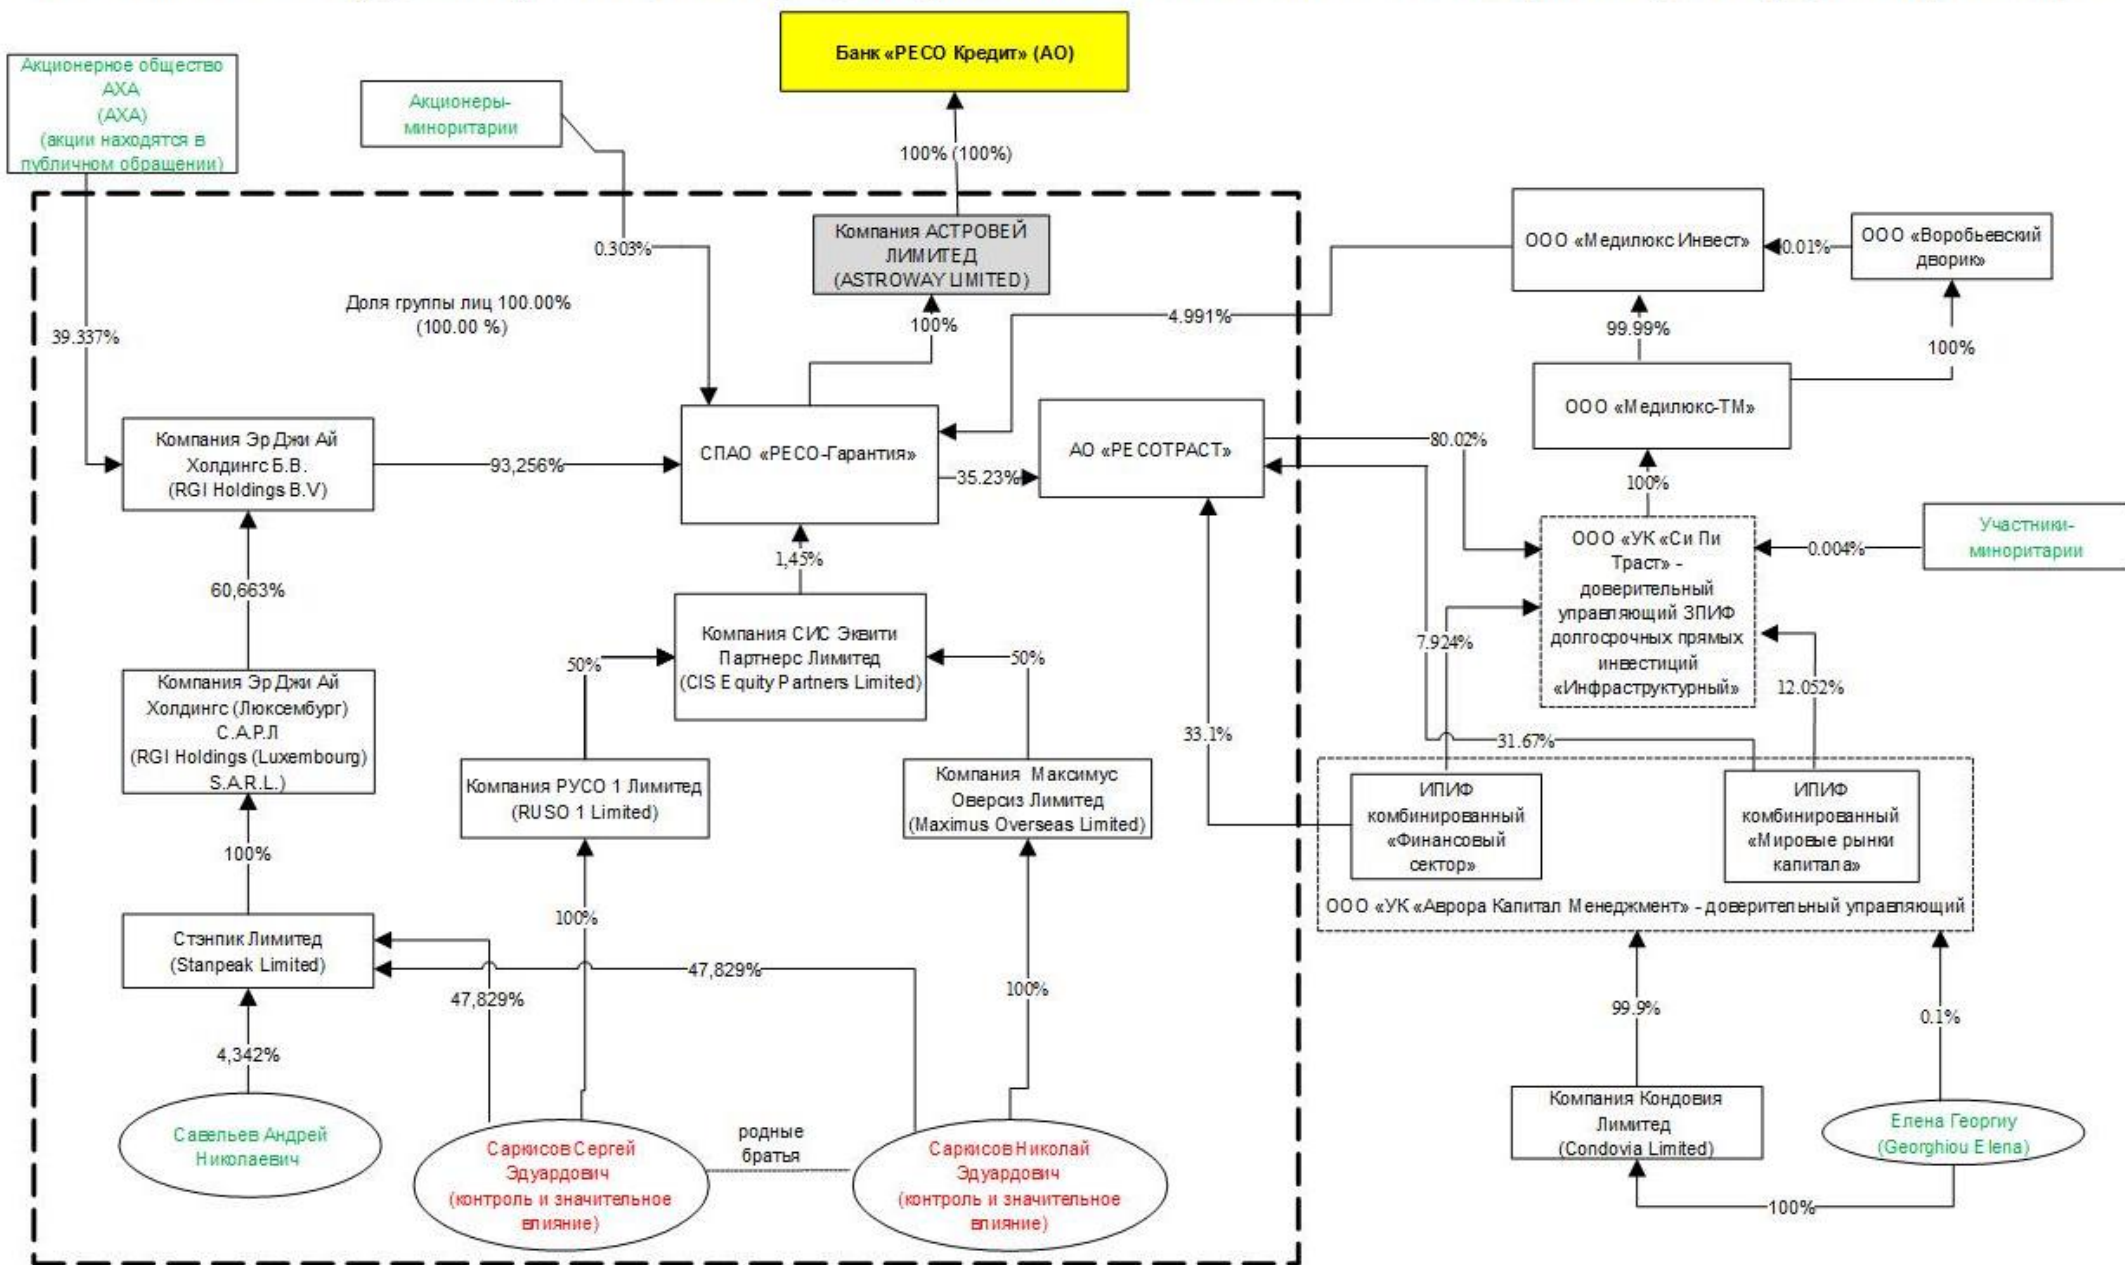 Банк «РЕСО Кредит» (АО)
Акционерное общество
АХА
(АХА)
(акции находятся в
публичном обращении)
Акционеры-
миноритарии
100% (100%)
Компания АСТРОВЕЙ
ЛИМИТЕД
(ASTROWAY LIMITED)
ООО «Медилюкс Инвест»
0.01%
ООО «Воробьевский
дворик»
0.303%
Доля группы лиц 100.00%
(100.00 %)
39.337%
100%
4.991%
99.99%
100%
Компания Эр Джи Ай
Холдингс Б.В.
(RGI Holdings B.V)
93,256%
СПАО «РЕСО-Гарантия»
35.23%
АО «РЕСОТРАСТ»
80.02%
ООО «Медилюкс-ТМ»
100%
ООО «УК «Си Пи
Траст» -
доверительный
управляющий ЗПИФ
долгосрочных прямых
инвестиций
«Инфраструктурный»
0.004%
Участники-
миноритарии
60,663%
1,45%
Компания СИС Эквити
Партнерс Лимитед
(CIS Equity Partners Limited)
50%
50%
7.924%
12.052%
Компания Эр Джи Ай
Холдингс (Люксембург)
С.А.Р.Л
(RGI Holdings (Luxembourg)
S.A.R.L.)
33.1%
31.67%
Компания РУСО 1 Лимитед
(RUSO 1 Limited)
Компания Максимус
Оверсиз Лимитед
(Maximus Overseas Limited)
ИПИФ
комбинированный
«Финансовый
сектор»
ИПИФ
комбинированный
«Мировые рынки
капитала»
ООО «УК «Аврора Капитал Менеджмент» - доверительный управляющий
100%
100%
Стэнпик Лимитед
(Stanpeak Limited)
47,829%
47,829%
100%
99.9%
0.1%
4,342%
Савельев Андрей
Николаевич
Саркисов Сергей
Эдуардович
(контроль и значительное
влияние)
родные
братья
Саркисов Николай
Эдуардович
(контроль и значительное
влияние)
Компания Кондовия
Лимитед
(Condovia Limited)
Елена Георгиу
(Georghiou Elena)
100%